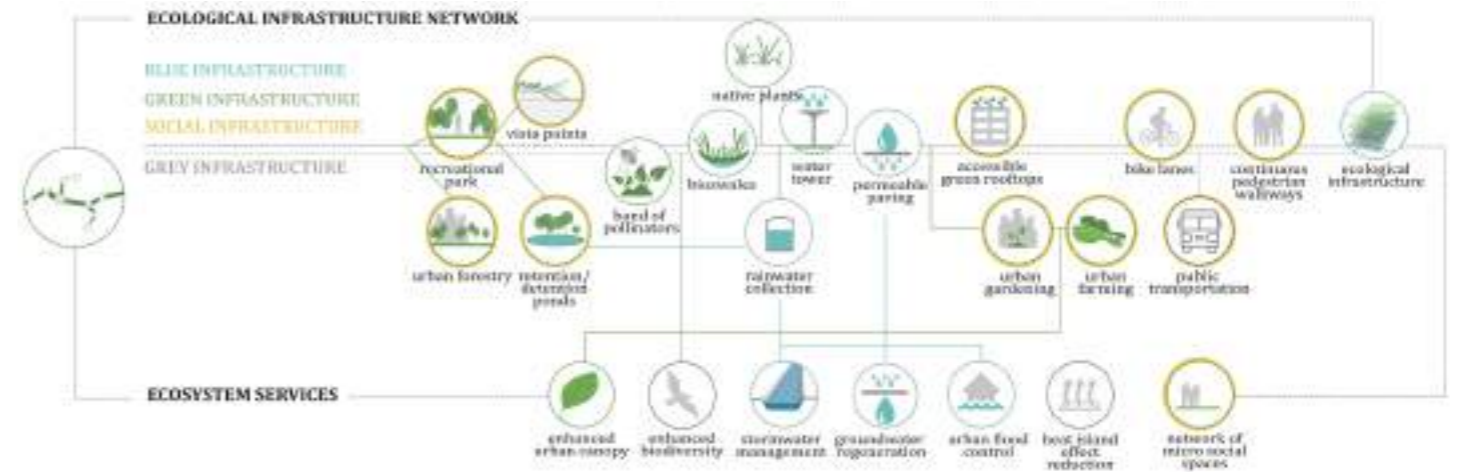 ECOLOGICAL INFRASTRUCTURE NETWORK
BLUE INFRASTRUCTURE
GREEN INFRASTRUCTURE
SOCIAL INFRASTRUCTURE
GREY INFRASTRUCTURE
native plants
vista points
recreational
park
band of
pollinators
bioswales
water
tower
permeable
paving
accessible
green rooftops
bike lanes
continuous
pedestrian
walkways
ecological
infrastructure
urban forestry
retention/
detention
ponds
rainwater
collection
urban
gardening
urban
farming
public
transportation
ECOSYSTEM SERVICES
enhanced
urban canopy
enhanced
biodiversity
stormwater
management
groundwater
regeneration
urban flood
control
heat island
effect
reduction
network of
micro social
spaces